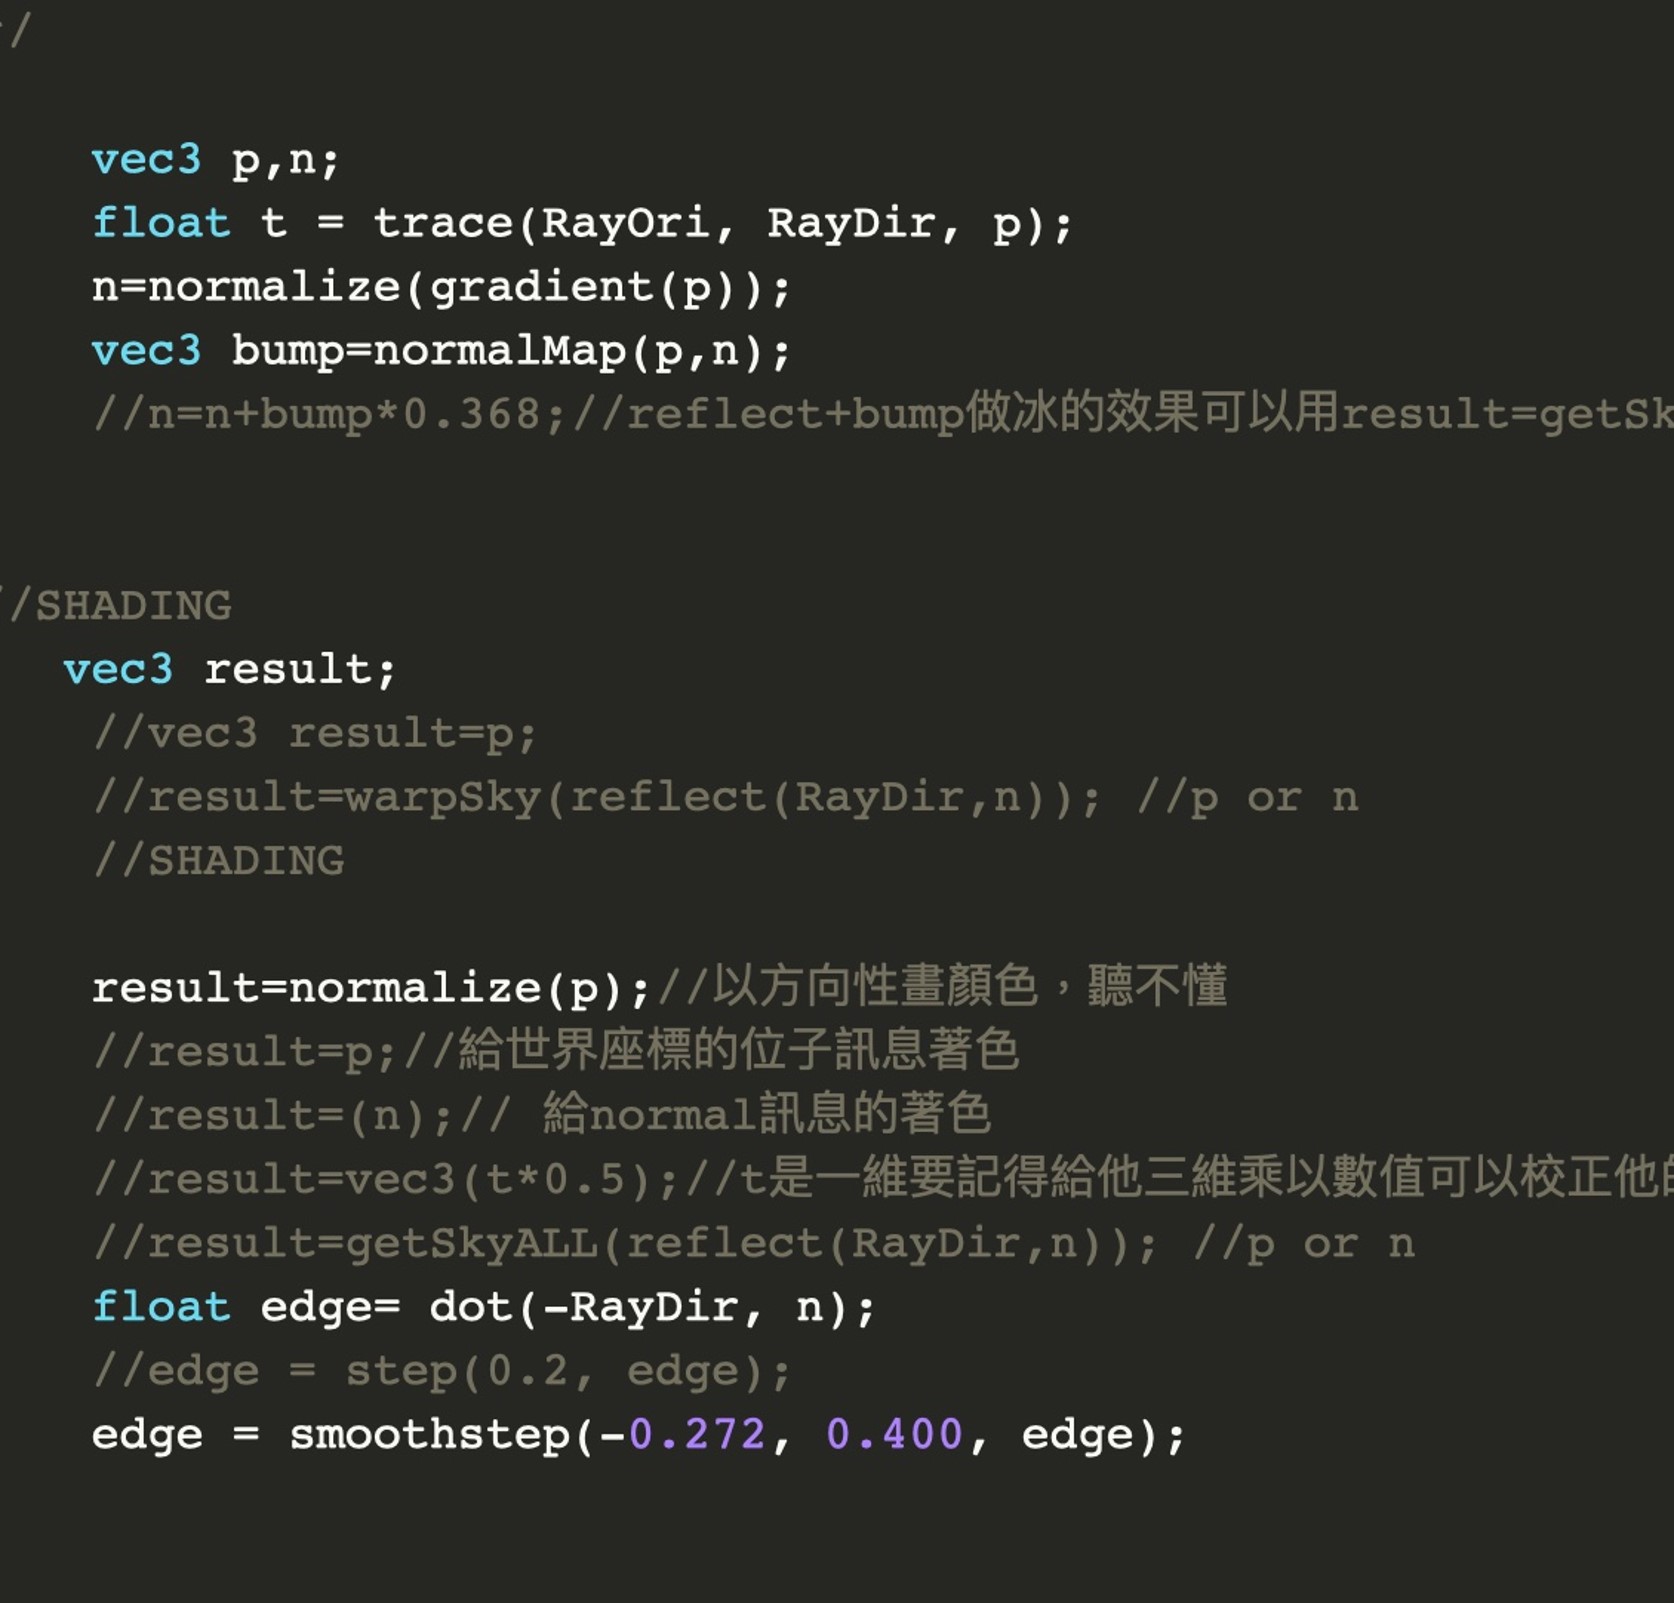 /
vec3 p,n;
float t = trace(RayOri, RayDir, p);
n=normalize(gradient(p));
vec3 bump=normalMap(p,n);
//n=n+bump*0.368;//reflect+bump做冰的效果可以用result=getSk
//SHADING
vec3 result;
//vec3 result=p;
//result=warpSky(reflect(RayDir,n)); //p or n
//SHADING
result=normalize(p);//以方向性畫顏色，聽不懂
//result=p;//給世界座標的位子訊息著色
//result=(n);// 給normal訊息的著色
//result=vec3(t*0.5);//t是一維要記得給他三維乘以數值可以校正他
//result=getSkyALL(reflect(RayDir,n)); //p or n
float edge= dot(-RayDir, n);
//edge = step(0.2, edge);
edge = smoothstep(-0.272, 0.400, edge);